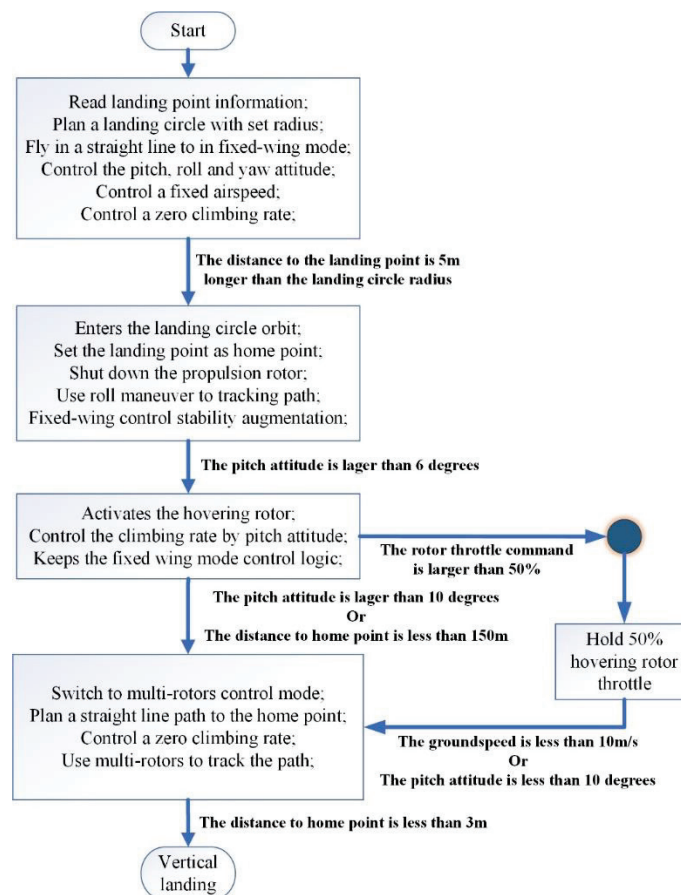 Start
Read landing point information;
Plan a landing circle with set radius;
Fly in a straight line to in fixed-wing mode;
Control the pitch, roll and yaw attitude;
Control a fixed airspeed;
Control a zero climbing rate;
The distance to the landing point is 5m
longer than the landing circle radius
Enters the landing circle orbit;
Set the landing point as home point;
Shut down the propulsion rotor;
Use roll maneuver to tracking path;
Fixed-wing control stability augmentation;
The pitch attitude is lager than 6 degrees
Activates the hovering rotor;
Control the climbing rate by pitch attitude;
Keeps the fixed wing mode control logic;
The rotor throttle command
is larger than 50%
The pitch attitude is lager than 10 degrees
Or
The distance to home point is less than 150m
Hold 50%
hovering rotor
throttle
Switch to multi-rotors control mode;
Plan a straight line path to the home point;
Control a zero climbing rate;
Use multi-rotors to track the path;
The groundspeed is less than 10m/s
Or
The pitch attitude is less than 10 degrees
The distance to home point is less than 3m
Vertical
landing